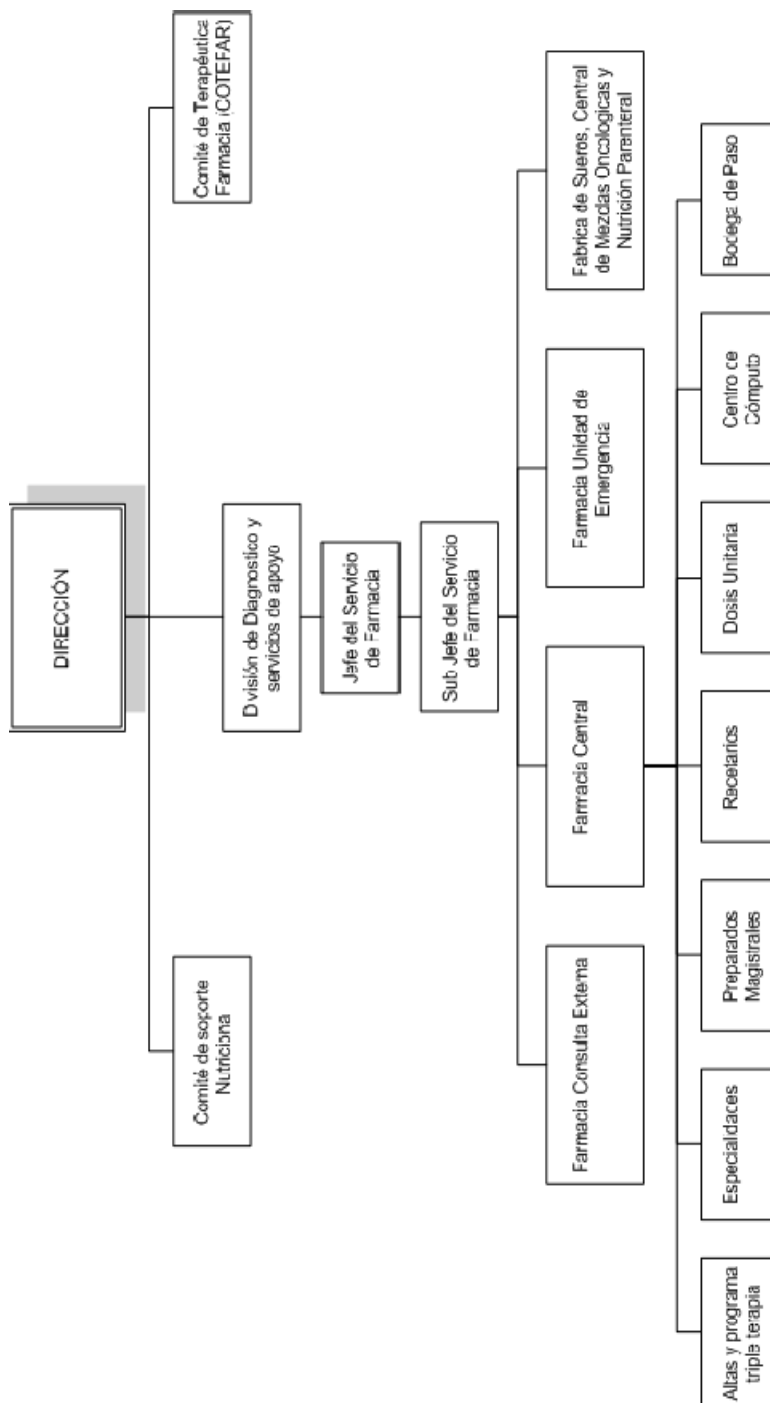 DIRECCIÓN
Comité de soporte
Nutriciona
Comité de Terapéutica
Farmacia (COTEFAR)
División de Diagnostico y
servicios de apoyo
Jefe del Servicio
de Farmacia
Sub Jefe del Servicio
de Farmacia
Farmacia Consulta Externa
Farmacia Central
Farmacia Unidad de
Emergencia
Fabrica de Sueros, Central
de Mezclas Oncologicas y
Nutrición Parenteral
Altas y programa
triple terapia
Especialidades
Preparados
Magistrales
Recetarios
Dosis Unitaria
Centro de
Cómputo
Bodega de Paso